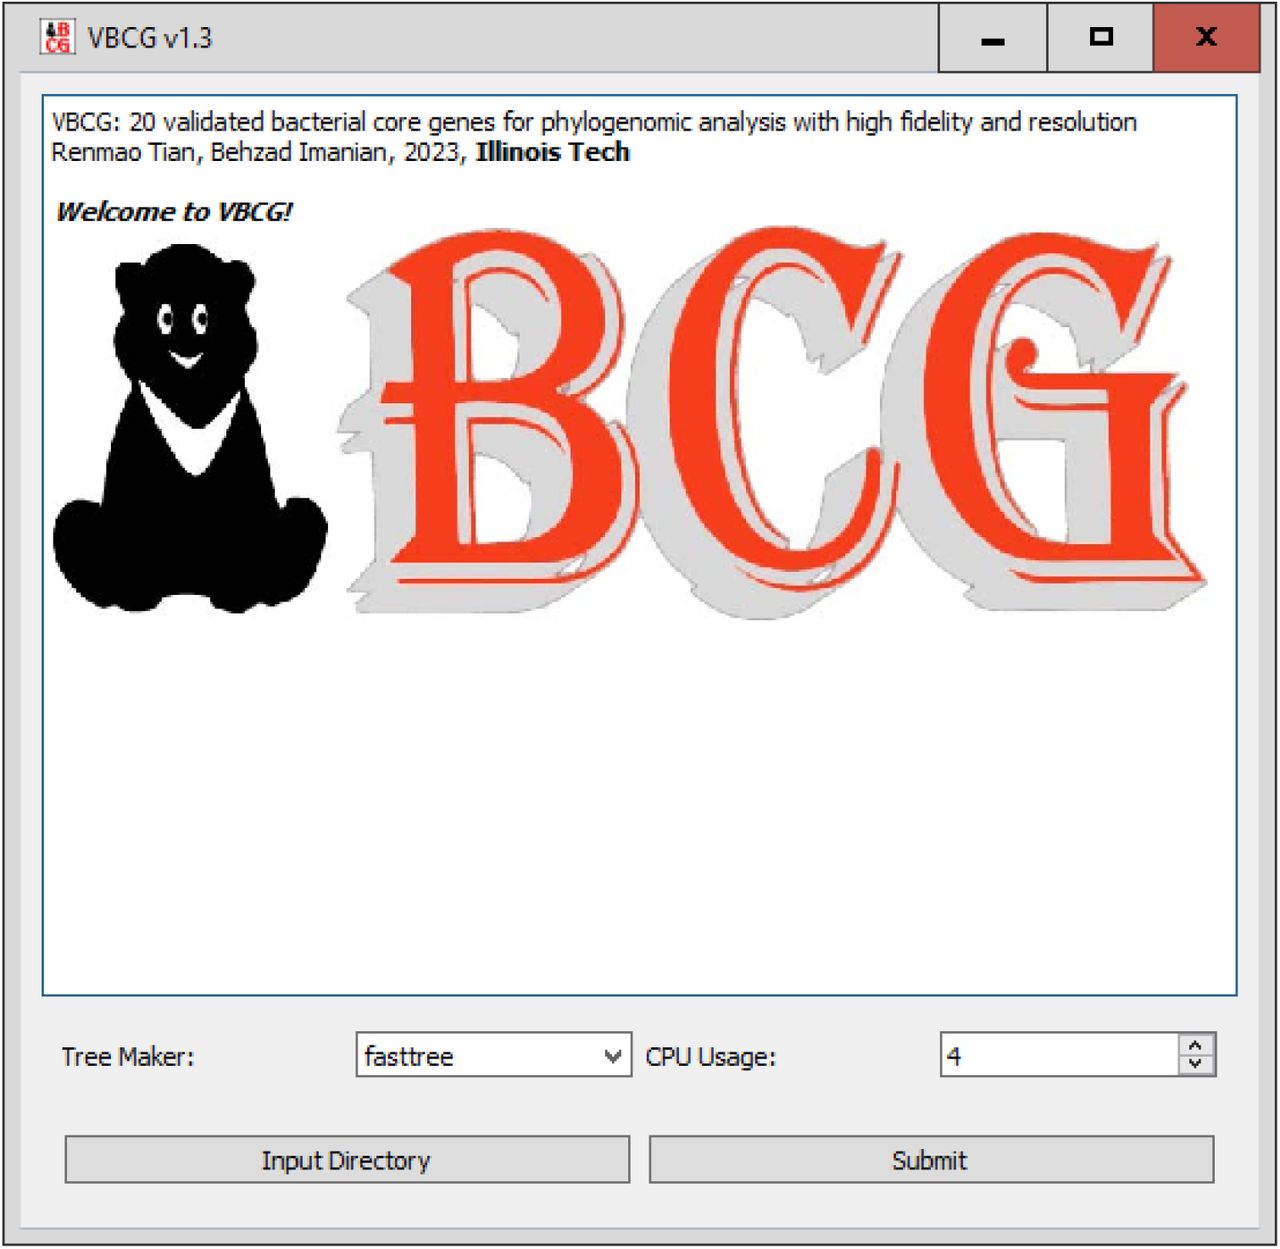 B
CG
VBCG v1.3
VBCG: 20 validated bacterial core genes for phylogenomic analysis with high fidelity and resolution
Renmao Tian, Behzad Imanian, 2023, Illinois Tech
Welcome to VBCG!
BCG
Tree Maker: fasttree CPU Usage: 4
Input Directory Submit